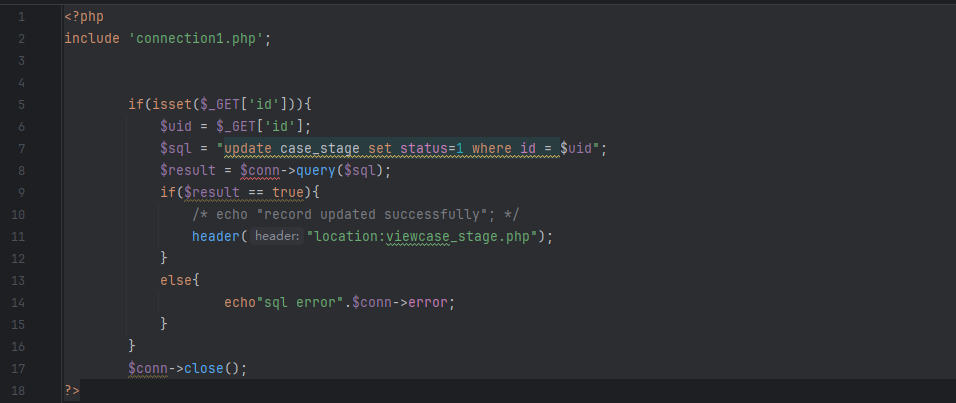 1 <?php
2 include 'connection1.php';
3
4
5 if(isset($_GET['id'])){
6 $uid = $_GET['id'];
7 $sql = "update case_stage set status=1 where id = $uid";
8 $result = $conn->query($sql);
9 if($result == true){
10 /* echo "record updated successfully"; */
11 header( header: "location:viewcase_stage.php");
12 }
13 else{
14 echo"sql error".$conn->error;
15 }
16 }
17 $conn->close();
18 ?>